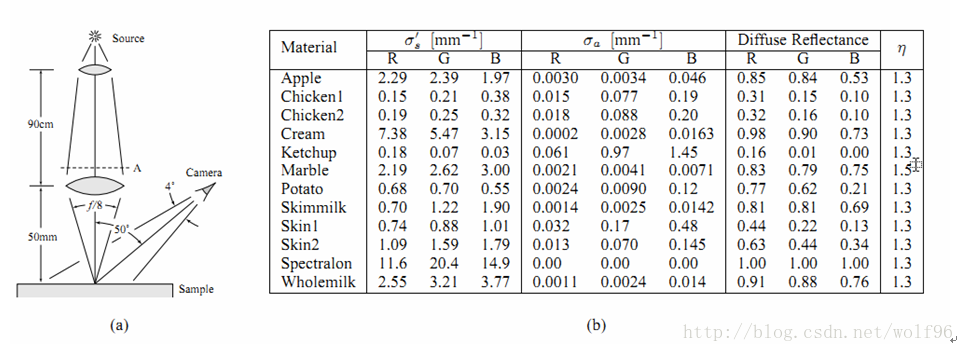 Source
90cm
A
Camera
4°
f/8
50°
50mm
Sample
(a)
Material σ′s [mm−1] σa [mm−1] Diffuse Reflectance η
R G B R G B R G B
Apple 2.29 2.39 1.97 0.0030 0.0034 0.046 0.85 0.84 0.53 1.3
Chicken1 0.15 0.21 0.38 0.015 0.077 0.19 0.31 0.15 0.10 1.3
Chicken2 0.19 0.25 0.32 0.018 0.088 0.20 0.32 0.16 0.10 1.3
Cream 7.38 5.47 3.15 0.0002 0.0028 0.0163 0.98 0.90 0.73 1.3
Ketchup 0.18 0.07 0.03 0.061 0.97 1.45 0.16 0.01 0.00 1.3
Marble 2.19 2.62 3.00 0.0021 0.0041 0.0071 0.83 0.79 0.75 1.5
Potato 0.68 0.70 0.55 0.0024 0.0090 0.12 0.77 0.62 0.21 1.3
Skimmilk 0.70 1.22 1.90 0.0014 0.0025 0.0142 0.81 0.81 0.69 1.3
Skin1 0.74 0.88 1.01 0.032 0.17 0.48 0.44 0.22 0.13 1.3
Skin2 1.09 1.59 1.79 0.013 0.070 0.145 0.63 0.44 0.34 1.3
Spectralon 11.6 20.4 14.9 0.00 0.00 0.00 1.00 1.00 1.00 1.3
Wholemilk 2.55 3.21 3.77 0.0011 0.0024 0.014 0.91 0.88 0.76 1.3
(b)
http://blog.csdn.net/wolf96